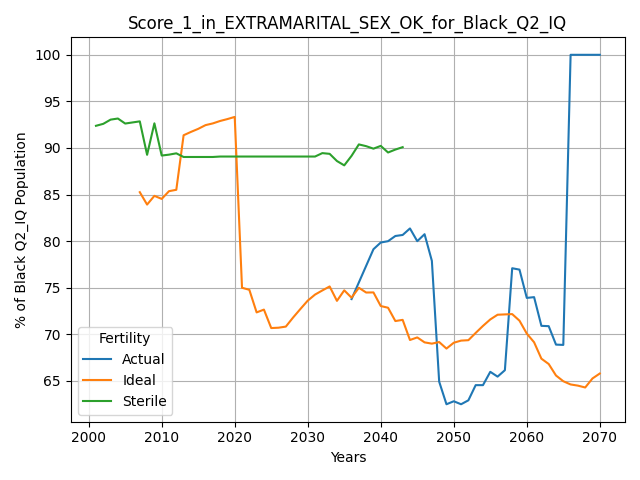 Score_1_in_EXTRAMARITAL_SEX_OK_for_Black_Q2_IQ
% of Black Q2_IQ Population
100
95
90
85
80
75
70
65
Fertility
Actual
Ideal
Sterile
2000 2010 2020 2030 2040 2050 2060 2070
Years